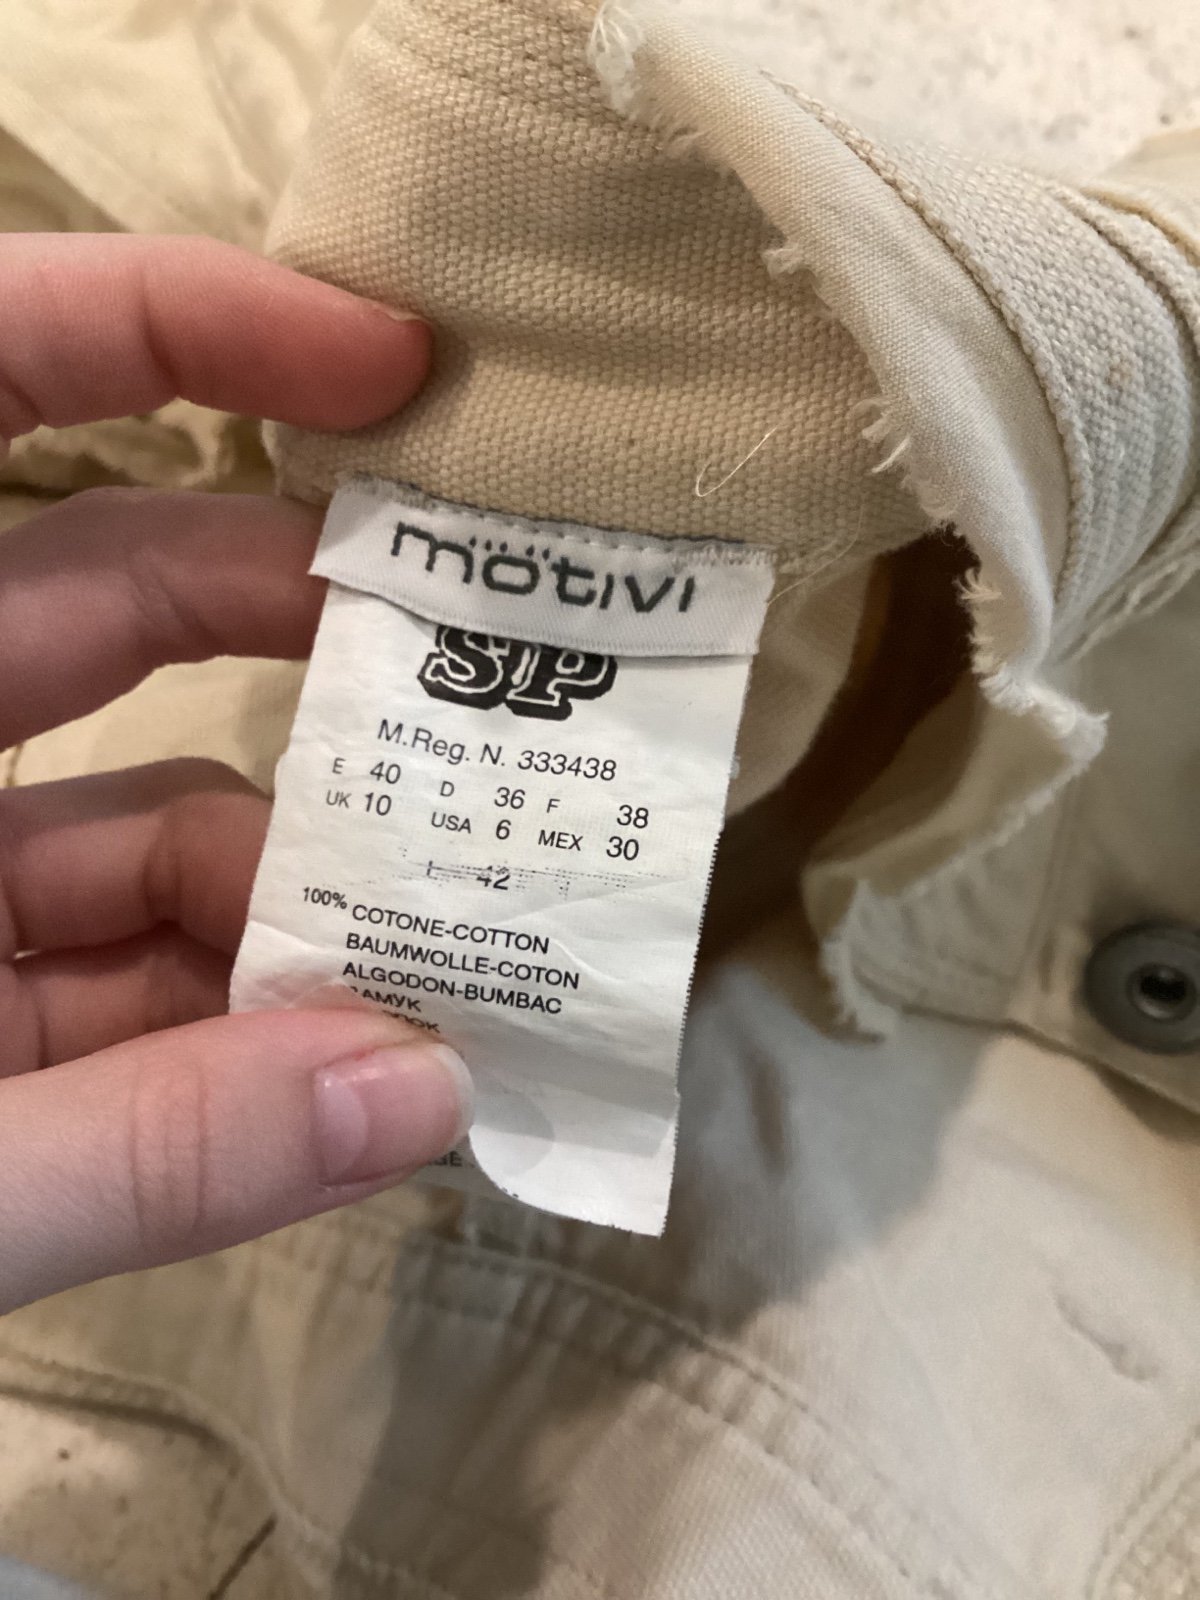 mötivi
SP
M.Reg. N. 333438
E 40 D 36 F 38
UK 10 USA 6 MEX 30
42
100% COTONE-COTTON
BAUMWOLLE-COTON
ALGODON-BUMBAC